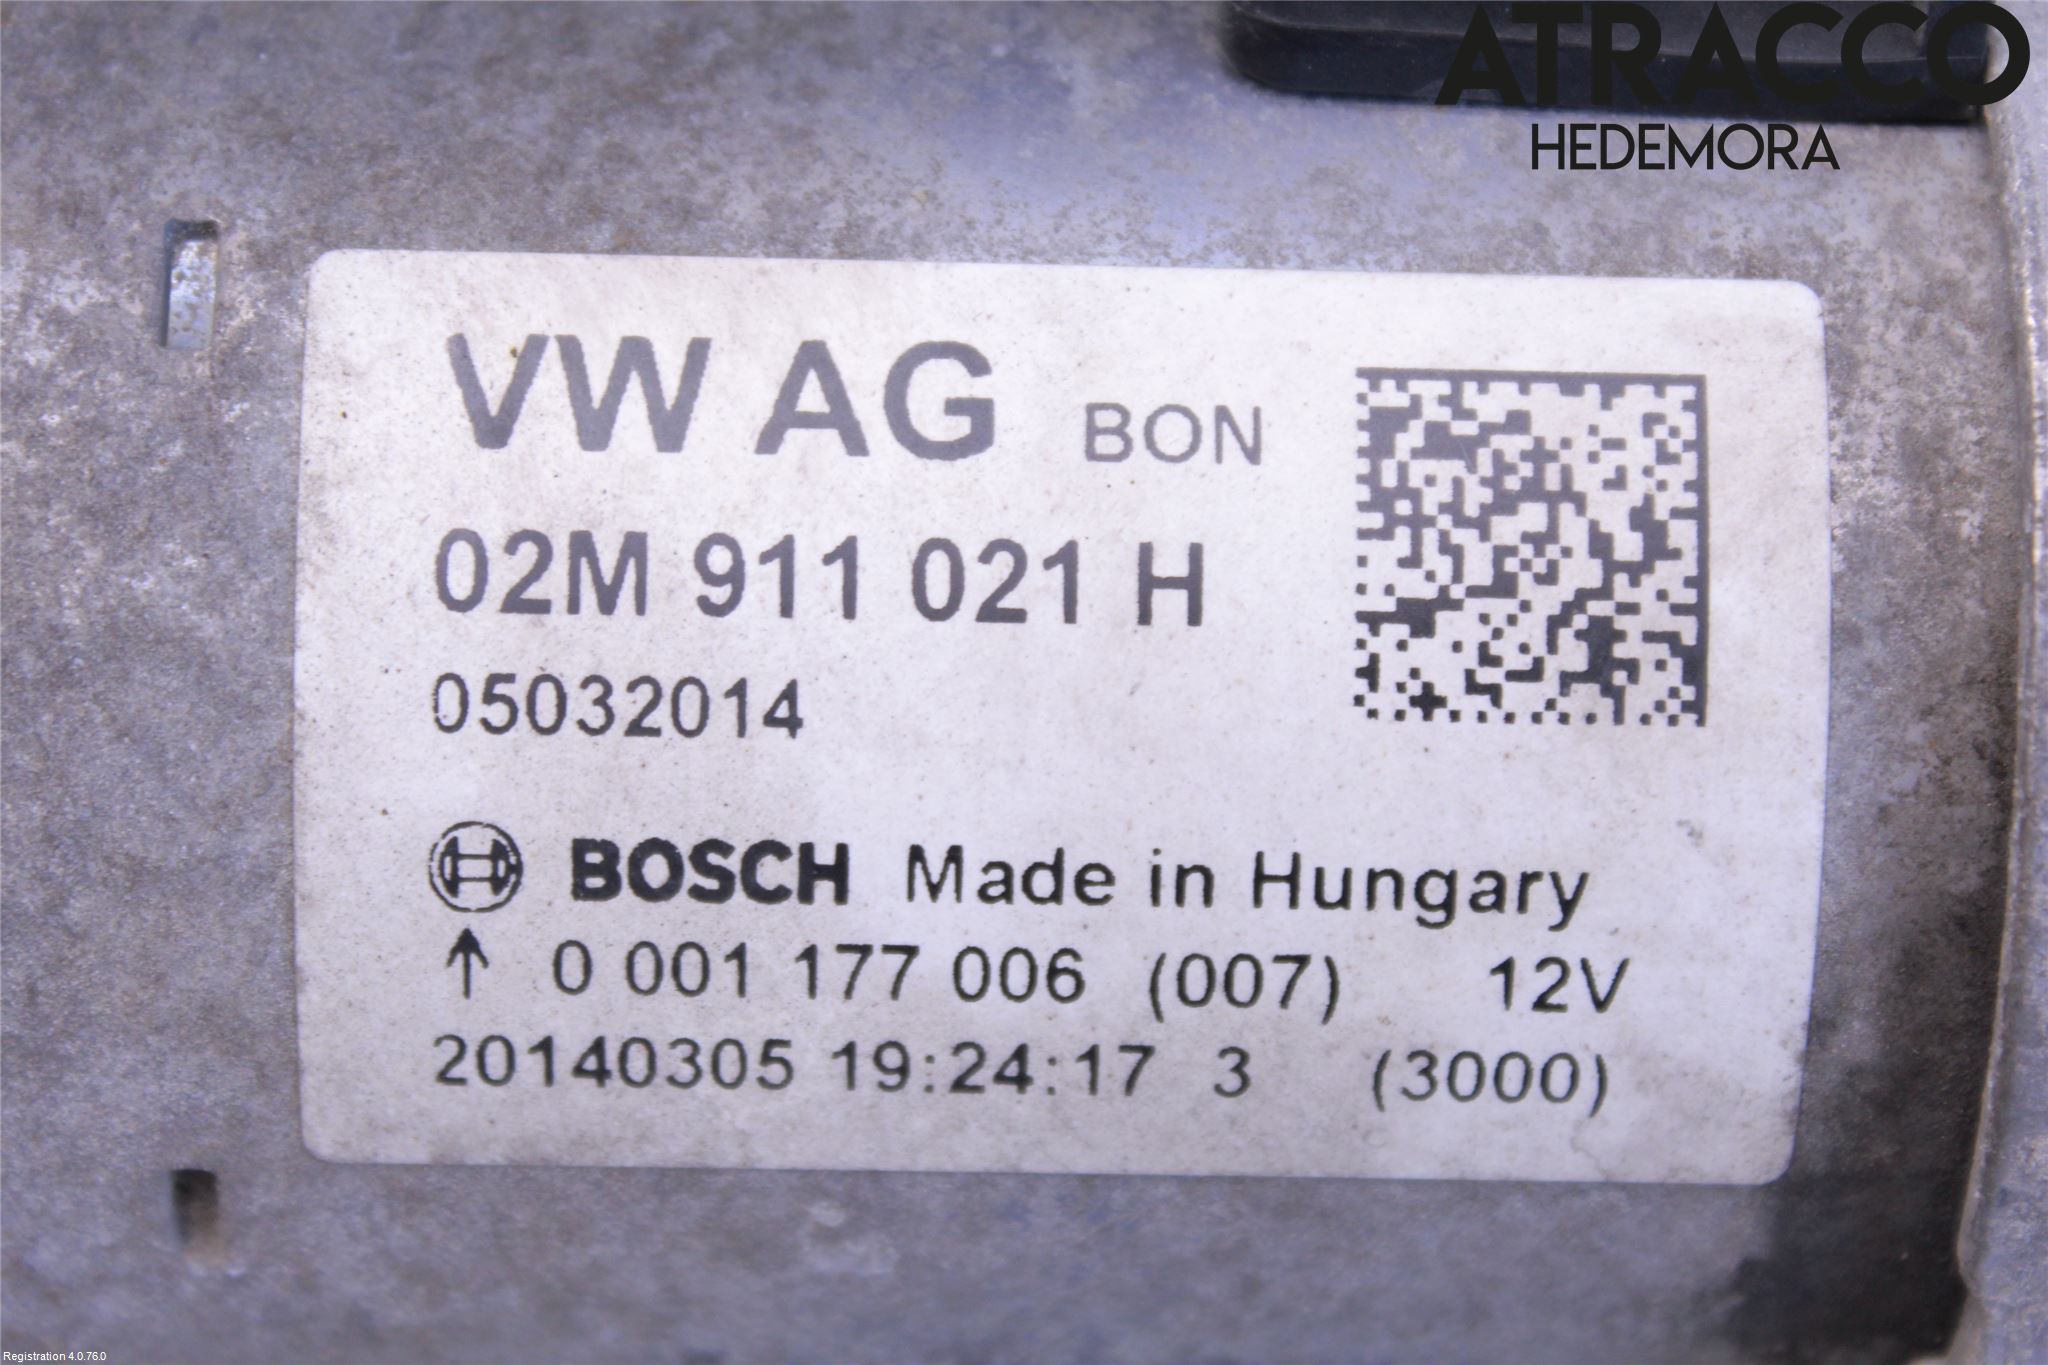 ATRACCO
HEDEMORA
VW AG BON
02M 911 021 H
05032014
BOSCH Made in Hungary
↑ 0 001 177 006 (007) 12V
20140305 19:24:17 3 (3000)
Registration 4.0.76.0